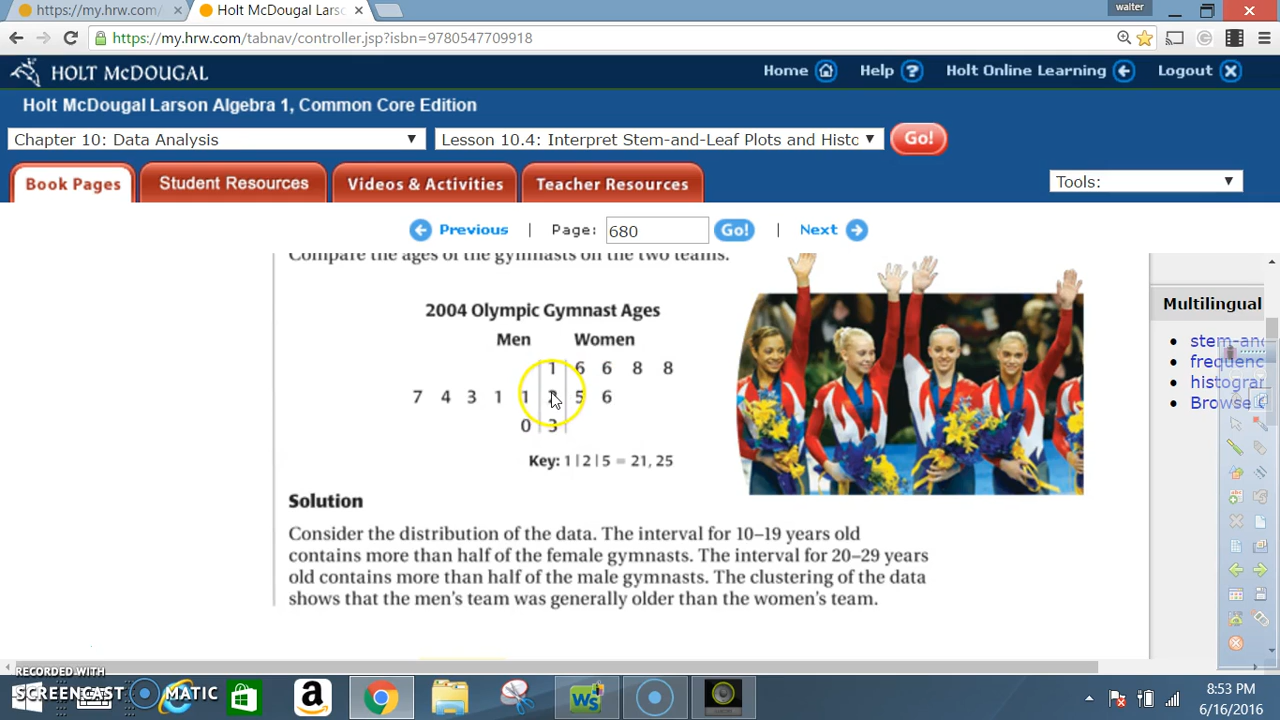 https://my.hrw.com/tabnav/
Holt McDougal Lars
walter
https://my.hrw.com/tabnav/controller.jsp?isbn=9780547709918
HOLT McDOUGAL
Home
Help
Holt Online Learning
Logout
Holt McDougal Larson Algebra 1, Common Core Edition
Chapter 10: Data Analysis
Lesson 10.4: Interpret Stem-and-Leaf Plots and Histo
Go!
Book Pages
Student Resources
Videos & Activities
Teacher Resources
Tools:
Previous | Page: 680 Go! | Next
Compare the ages of the gymnasts on the two teams.
2004 Olympic Gymnast Ages
Men Women
1 6 6 8 8
7 4 3 1 1 2 5 6
0 3
Key: 1 | 2 | 5 = 21, 25
Solution
Consider the distribution of the data. The interval for 10–19 years old
contains more than half of the female gymnasts. The interval for 20–29 years
old contains more than half of the male gymnasts. The clustering of the data
shows that the men's team was generally older than the women's team.
Multilingual
stem-and
frequenc
histogra
Browse
RECORDED WITH
SCREENCAST MATIC
8:53 PM
6/16/2016